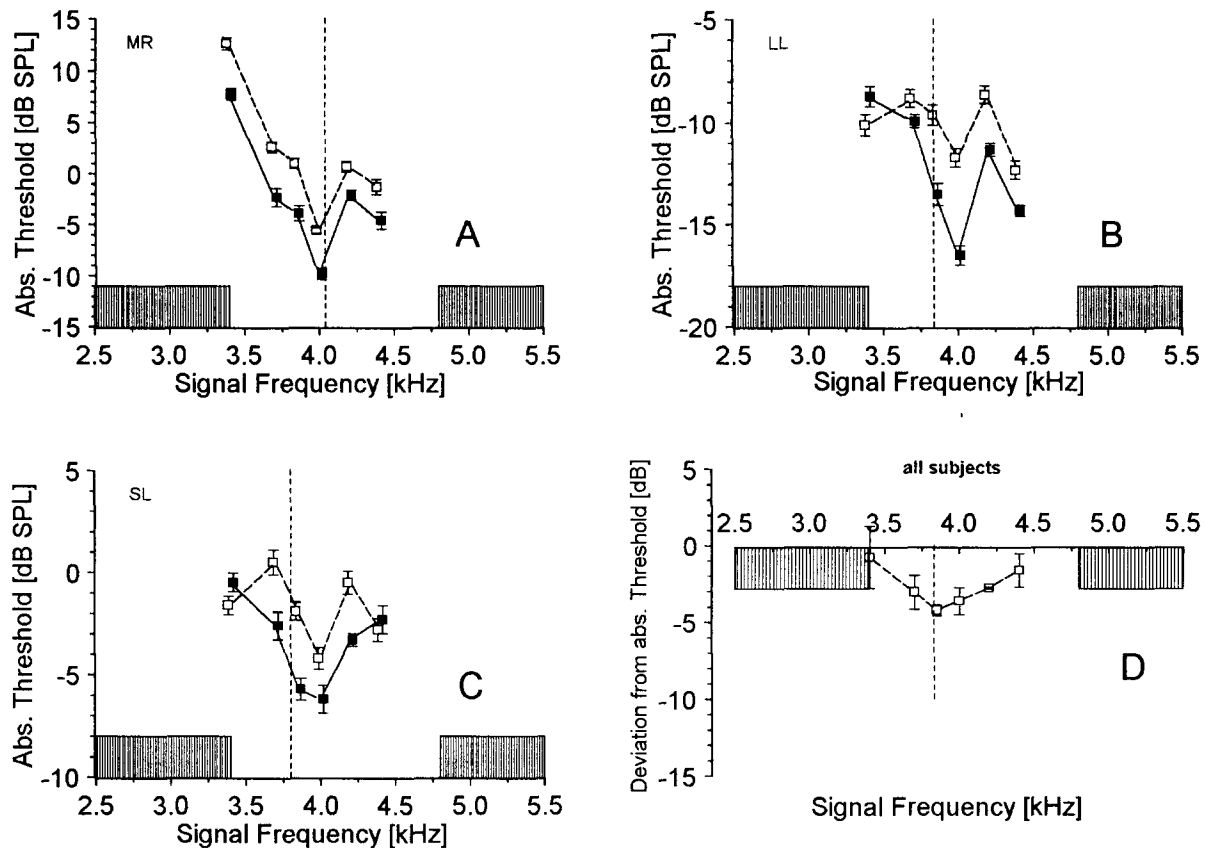 15
10
5
0
-5
-10
-15
Abs. Threshold [dB SPL]
MR
A
2.5 3.0 3.5 4.0 4.5 5.0 5.5
Signal Frequency [kHz]
-5
-10
-15
-20
Abs. Threshold [dB SPL]
LL
B
2.5 3.0 3.5 4.0 4.5 5.0 5.5
Signal Frequency [kHz]
5
0
-5
-10
Abs. Threshold [dB SPL]
SL
C
2.5 3.0 3.5 4.0 4.5 5.0 5.5
Signal Frequency [kHz]
all subjects
5
0
-5
-10
-15
Deviation from abs. Threshold [dB]
2.5 3.0 3.4 4.0 4.4 5.0 5.5
D
Signal Frequency [kHz]